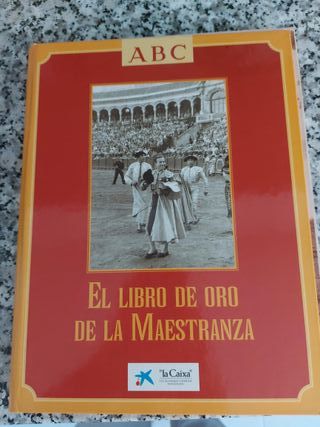 ABC
EL LIBRO DE ORO
DE LA MAESTRANZA
"la Caixa"